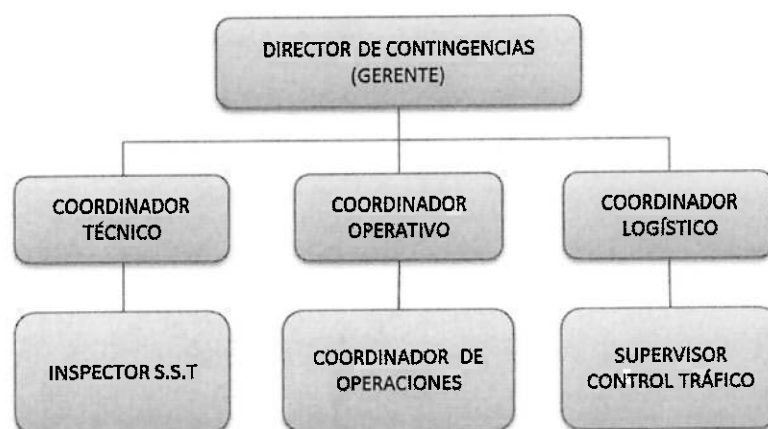 DIRECTOR DE CONTINGENCIAS
(GERENTE)
COORDINADOR
TÉCNICO
COORDINADOR
OPERATIVO
COORDINADOR
LOGÍSTICO
INSPECTOR S.S.T
COORDINADOR DE
OPERACIONES
SUPERVISOR
CONTROL TRÁFICO